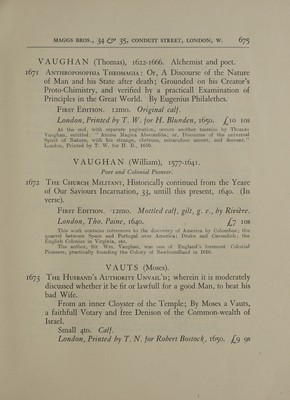 MAGGS BROS., 34 & 35, CONDUIT STREET, LONDON, W. 675
VAUGHAN (Thomas), 1622-1666. Alchemist and poet.
1671 Anthroposophia Theomagia: Or, A Discourse of the Nature
of Man and his State after death; Grounded on his Creator's
Proto-Chimistry, and verified by a practicall Examination of
Principles in the Great World. By Eugenius Philalethes.
First Edition. 12mo. Original calf.
London, Printed by T. W. for H. Blunden, 1650. £10 10s
At the end, with separate pagination, occurs another treatise by Thomas
Vaughan, entitled "Anima Magica Abscondita; or, Discourse of the universal
Spirit of Nature, with his strange, abstruse, miraculous ascent, and descent."
London, Printed by T. W. for H. B., 1650.
VAUGHAN (William), 1577-1641.
Poet and Colonial Pioneer.
1672 The Church Militant, Historically continued from the Yeare
of Our Saviours Incarnation, 33, untill this present, 1640. (In
verse).
First Edition. 12mo. Mottled calf, gilt, g. e., by Rivière.
London, Tho. Paine, 1640. £7 10s
This work contains references to the discovery of America by Columbus; the
quarrel between Spain and Portugal over America; Drake and Cavendish; the
English Colonies in Virginia, etc.
The author, Sir Wm. Vaughan, was one of England's foremost Colonial
Pioneers, practically founding the Colony of Newfoundland in 1616.
VAUTS (Moses).
1673 The Husband's Authority Unvail'd; wherein it is moderately
discussed whether it be fit or lawfull for a good Man, to beat his
bad Wife.
From an inner Cloyster of the Temple; By Moses a Vauts,
a faithfull Votary and free Denison of the Common-wealth of
Israel.
Small 4to. Calf.
London, Printed by T. N. for Robert Bostock, 1650. £9 9s